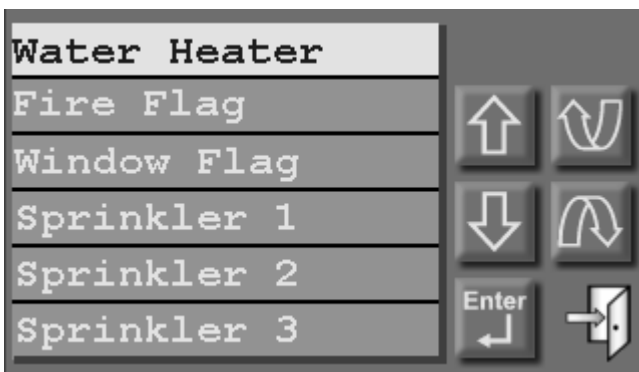 Water Heater
Fire Flag
Window Flag
Sprinkler 1
Sprinkler 2
Sprinkler 3
Enter